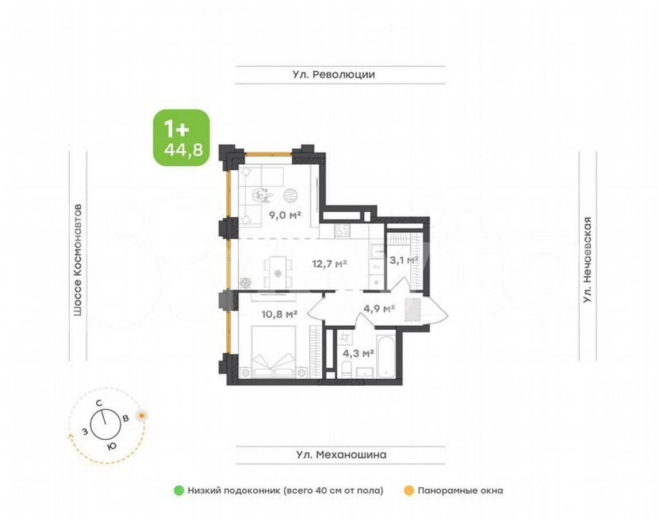 Ул. Революции
1+
44,8
Шоссе Космонавтов
Ул. Нечаевская
9,0 м²
12,7 м²
3,1 м²
10,8 м²
4,9 м²
4,3 м²
С
В
З
Ю
Ул. Механошина
Низкий подоконник (всего 40 см от пола)
Панорамные окна